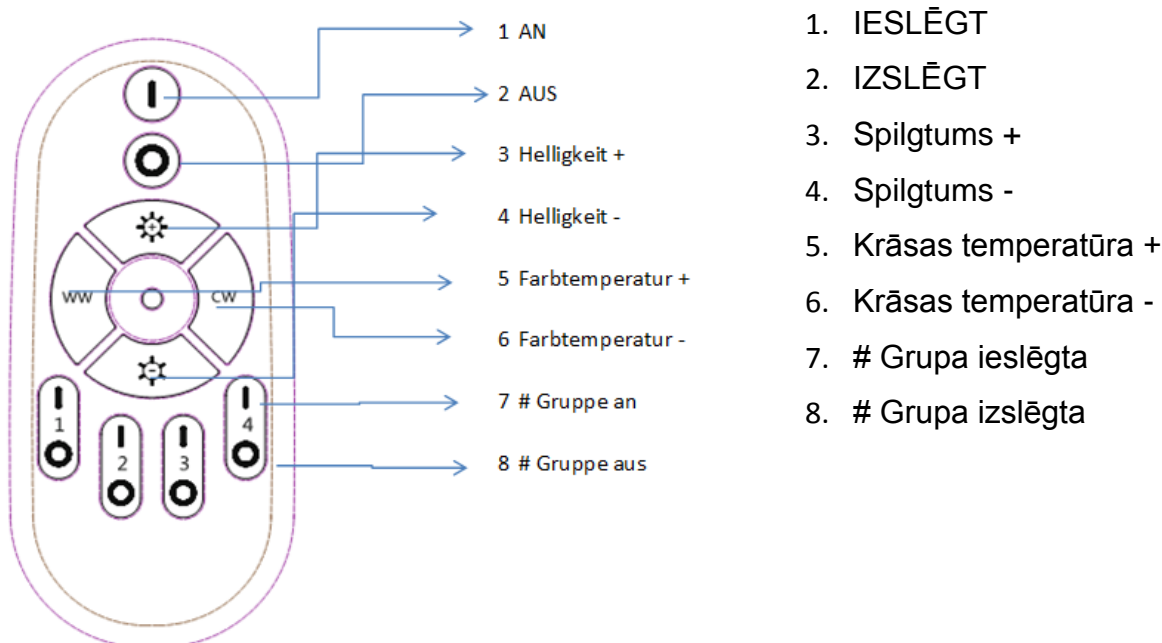 1 AN
2 AUS
3 Helligkeit +
4 Helligkeit -
5 Farbtemperatur +
6 Farbtemperatur -
7 # Gruppe an
8 # Gruppe aus
WW
CW
1
2
3
4
1. IESLĒGT
2. IZSLĒGT
3. Spilgtums +
4. Spilgtums -
5. Krāsas temperatūra +
6. Krāsas temperatūra -
7. # Grupa ieslēgta
8. # Grupa izslēgta